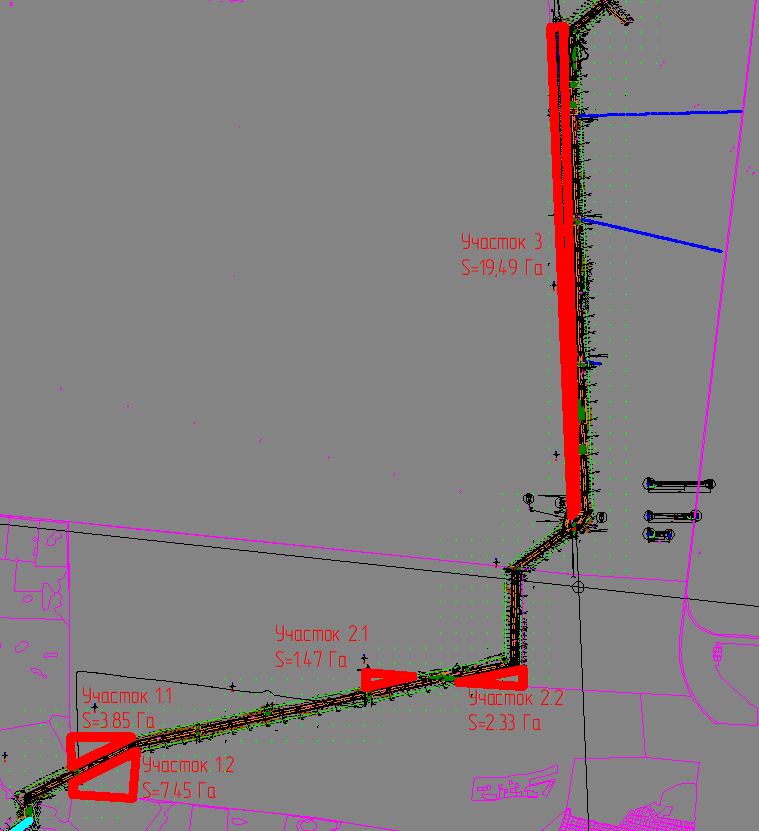 Участок 3
S=19,49 Га
Участок 2.1
S=1.47 Га
Участок 2.2
S=2.33 Га
Участок 1.1
S=3.85 Га
Участок 1.2
S=7.45 Га